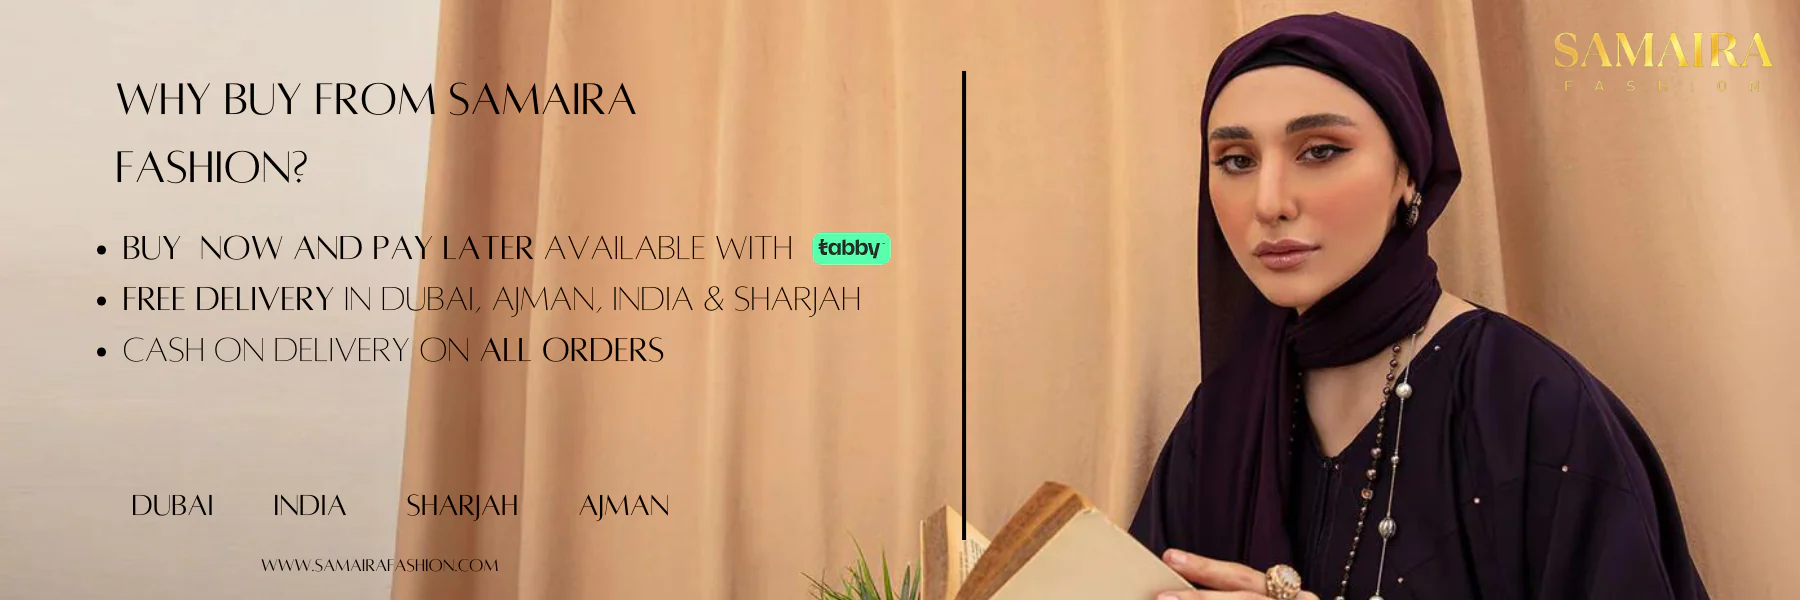 WHY BUY FROM SAMAIRA
FASHION?
• BUY NOW AND PAY LATER AVAILABLE WITH tabby
• FREE DELIVERY IN DUBAI, AJMAN, INDIA & SHARJAH
• CASH ON DELIVERY ON ALL ORDERS
DUBAI INDIA SHARJAH AJMAN
WWW.SAMAIRAFASHION.COM
SAMAIRA
FASHION